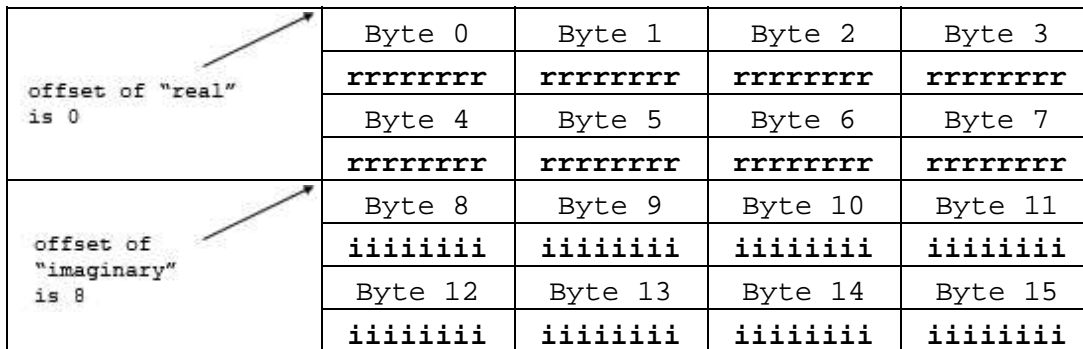 Byte 0 Byte 1 Byte 2 Byte 3
rrrrrrrr rrrrrrrr rrrrrrrr rrrrrrrr
offset of "real"
is 0
Byte 4 Byte 5 Byte 6 Byte 7
rrrrrrrr rrrrrrrr rrrrrrrr rrrrrrrr
Byte 8 Byte 9 Byte 10 Byte 11
iiiiiiii iiiiiiii iiiiiiii iiiiiiii
offset of
"imaginary"
is 8
Byte 12 Byte 13 Byte 14 Byte 15
iiiiiiii iiiiiiii iiiiiiii iiiiiiii